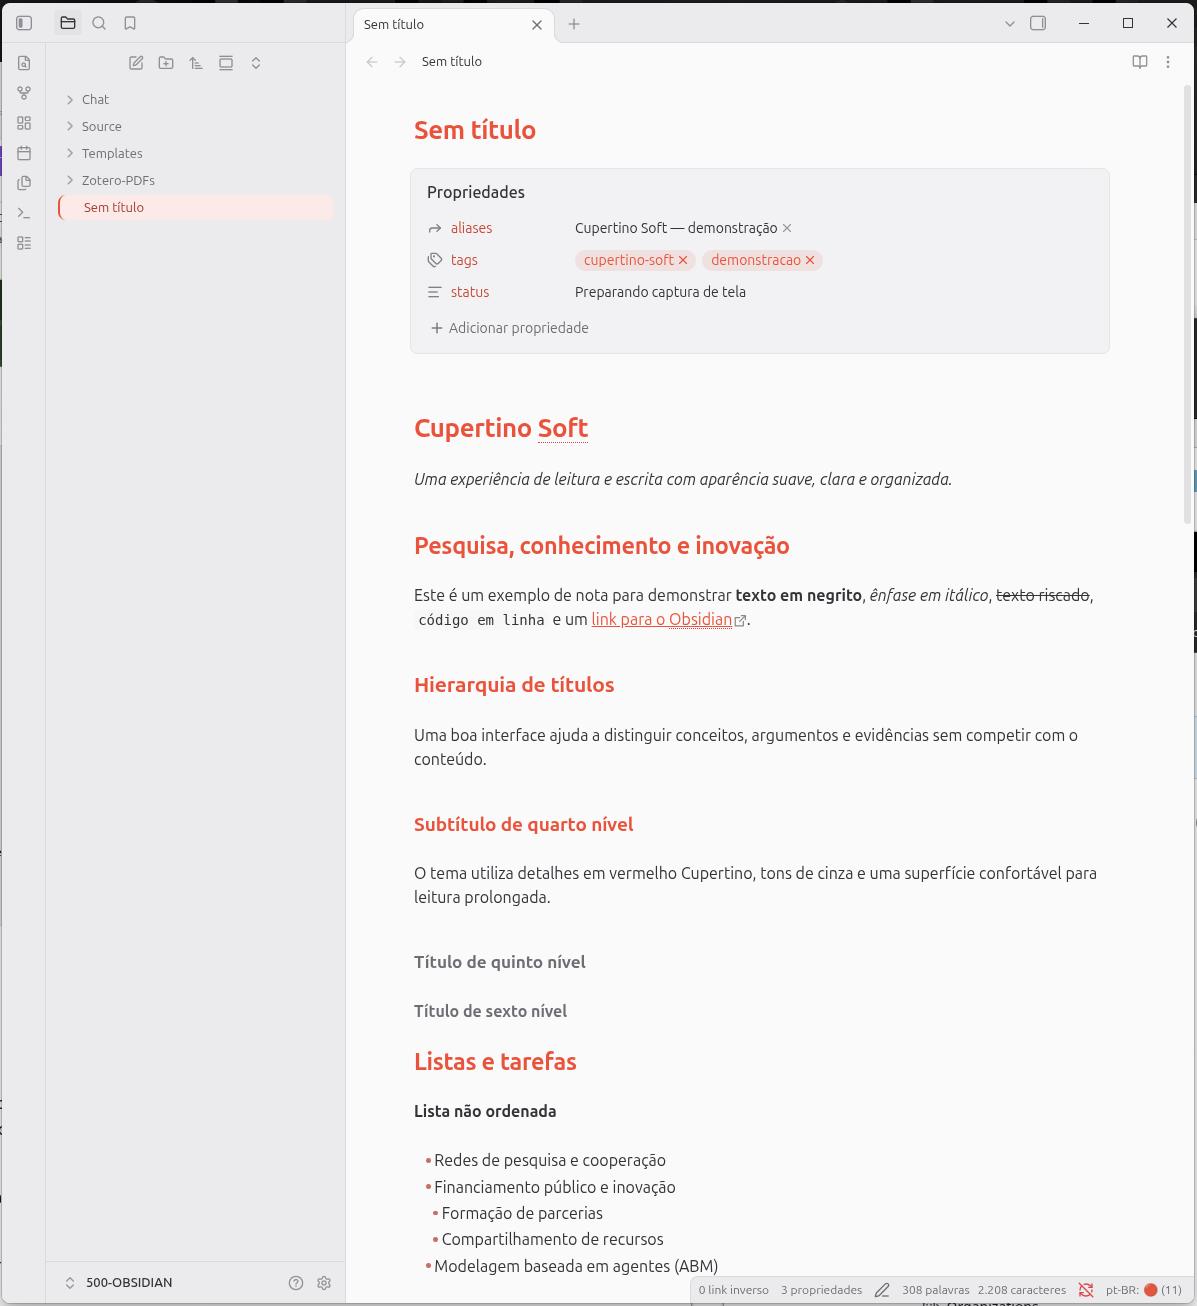 Sem título
Sem título
Chat
Source
Templates
Zotero-PDFs
Sem título
Sem título
Propriedades
aliases Cupertino Soft — demonstração
tags cupertino-soft demonstracao
status Preparando captura de tela
Adicionar propriedade
Cupertino Soft
Uma experiência de leitura e escrita com aparência suave, clara e organizada.
Pesquisa, conhecimento e inovação
Este é um exemplo de nota para demonstrar texto em negrito, ênfase em itálico, texto riscado,
código em linha e um link para o Obsidian.
Hierarquia de títulos
Uma boa interface ajuda a distinguir conceitos, argumentos e evidências sem competir com o
conteúdo.
Subtítulo de quarto nível
O tema utiliza detalhes em vermelho Cupertino, tons de cinza e uma superfície confortável para
leitura prolongada.
Título de quinto nível
Título de sexto nível
Listas e tarefas
Lista não ordenada
Redes de pesquisa e cooperação
Financiamento público e inovação
Formação de parcerias
Compartilhamento de recursos
Modelagem baseada em agentes (ABM)
500-OBSIDIAN
0 link inverso 3 propriedades 308 palavras 2.208 caracteres pt-BR: (11)